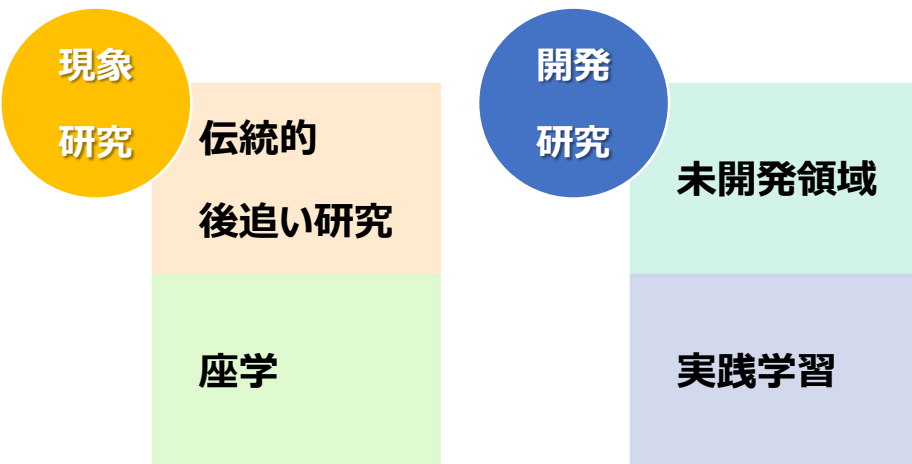 現象
研究
伝統的
後追い研究
座学
開発
研究
未開発領域
実践学習